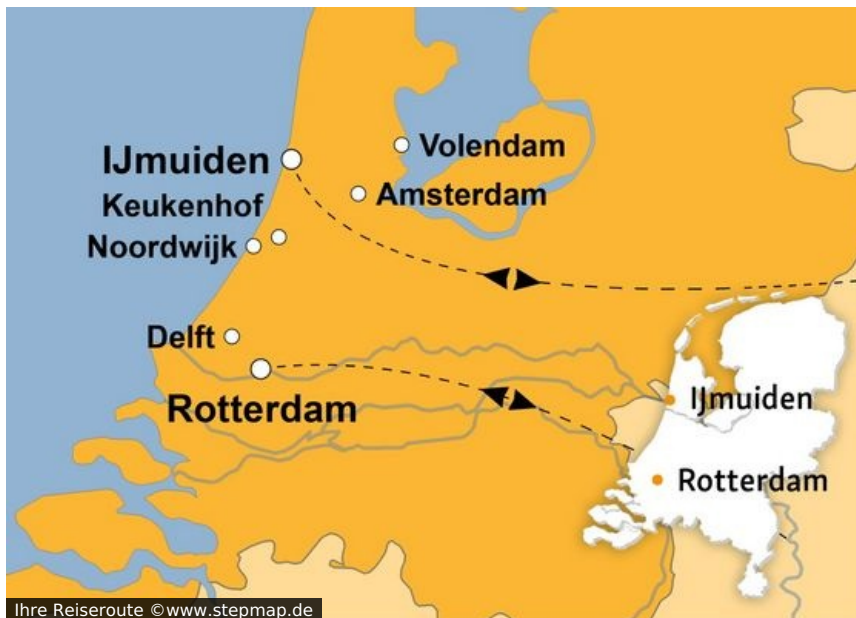 Volendam
IJmuiden
Amsterdam
Keukenhof
Noordwijk
Delft
Rotterdam
IJmuiden
Rotterdam
Ihre Reiseroute ©www.stepmap.de